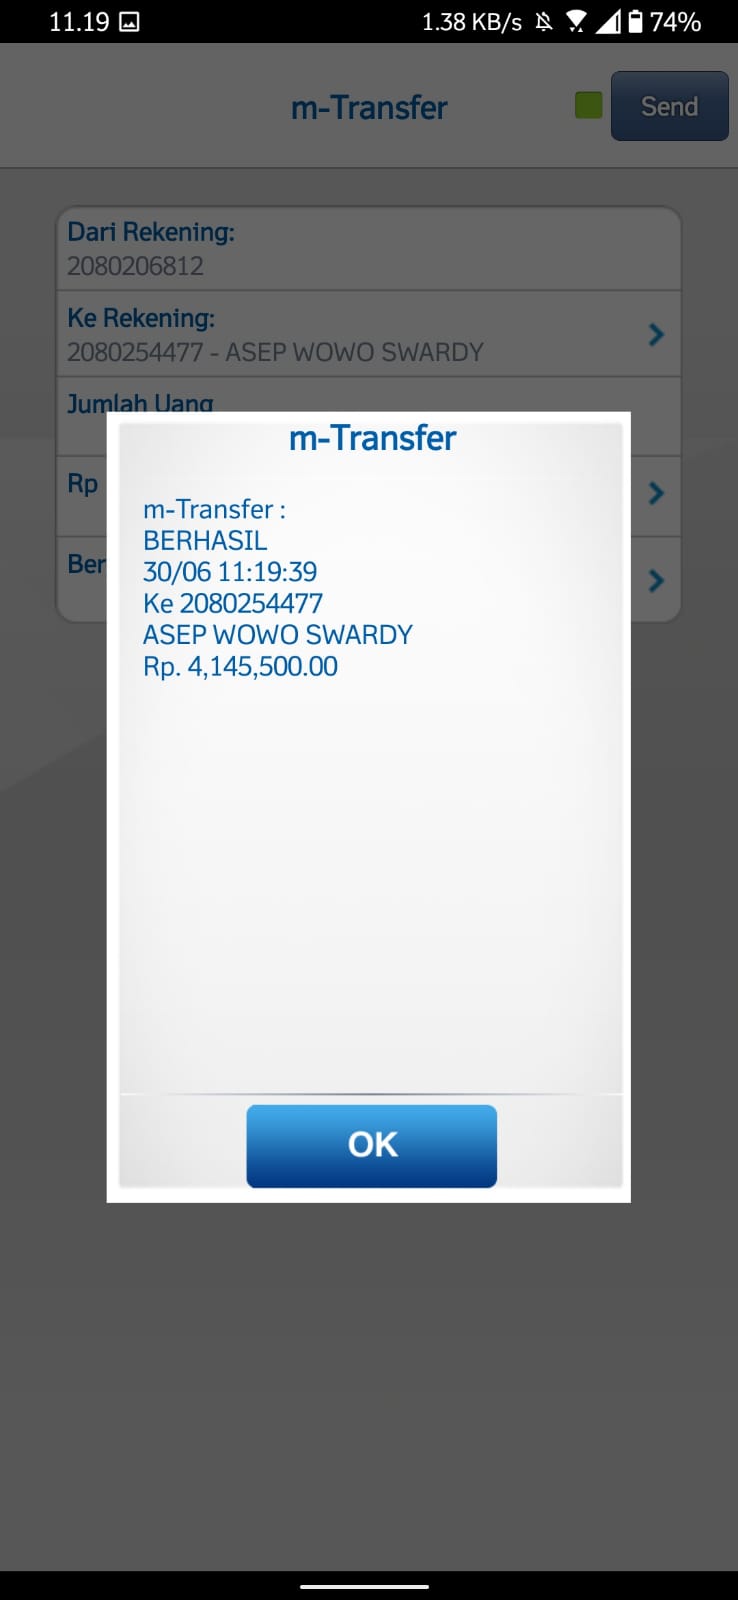 11.19
1.38 KB/s
74%
m-Transfer
Send
Dari Rekening:
2080206812
Ke Rekening:
2080254477 - ASEP WOWO SWARDY
Jumlah Uang
Rp
Ber
m-Transfer
m-Transfer :
BERHASIL
30/06 11:19:39
Ke 2080254477
ASEP WOWO SWARDY
Rp. 4,145,500.00
OK